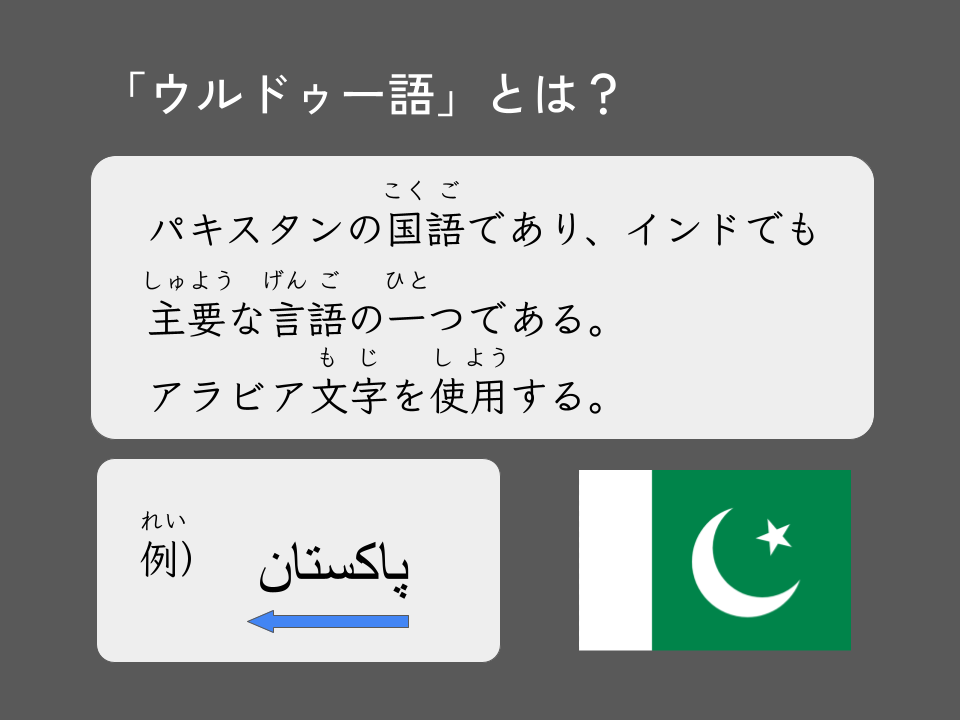 「ウルドゥー語」とは？
こくご
パキスタンの国語であり、インドでも
しゅよう げんご ひと
主要な言語の一つである。
もじ しよう
アラビア文字を使用する。
れい
例）
پاکستان